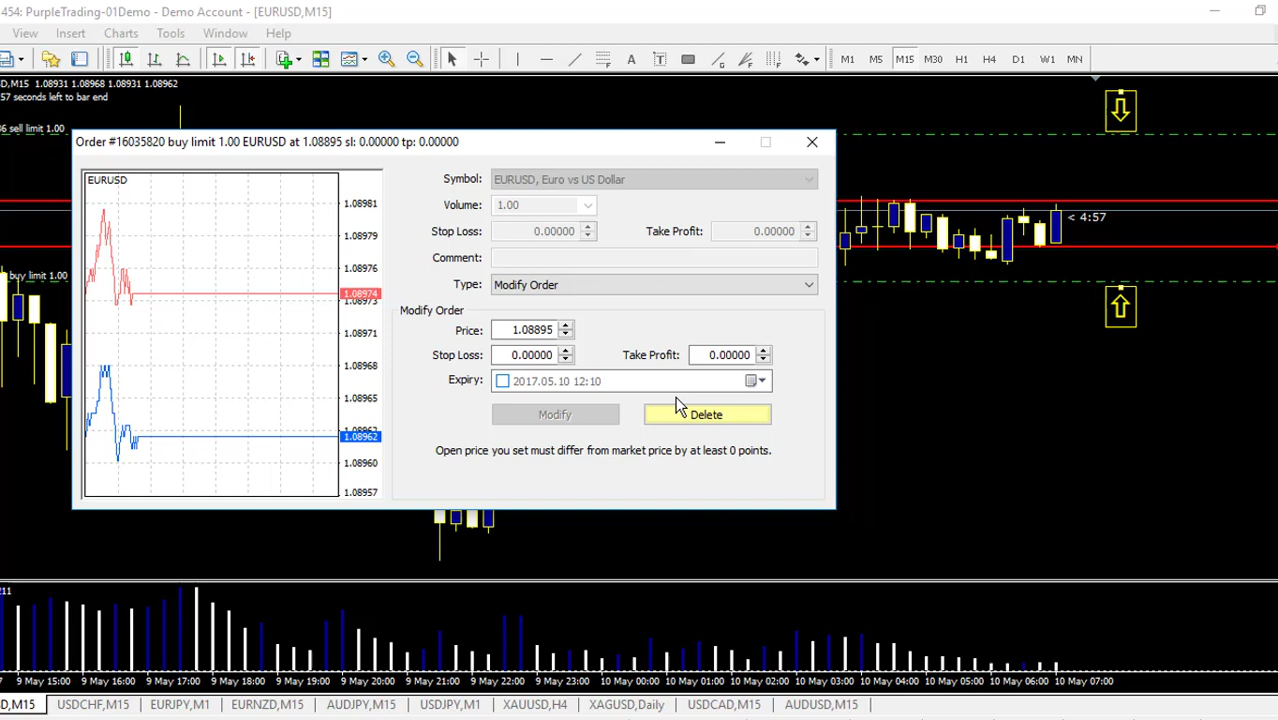 454: PurpleTrading-01Demo - Demo Account - [EURUSD,M15]
View Insert Charts Tools Window Help
M1 M5 M15 M30 H1 H4 D1 W1 MN
D,M15 1.08931 1.08968 1.08931 1.08962
57 seconds left to bar end
36 sell limit 1.00
Order #16035820 buy limit 1.00 EURUSD at 1.08895 sl: 0.00000 tp: 0.00000
EURUSD
1.08981
1.08979
1.08976
1.08974
1.08973
1.08971
1.08968
1.08965
1.08963
1.08962
1.08960
1.08957
Symbol: EURUSD, Euro vs US Dollar
Volume: 1.00
Stop Loss: 0.00000 Take Profit: 0.00000
Comment:
Type: Modify Order
Modify Order
Price: 1.08895
Stop Loss: 0.00000 Take Profit: 0.00000
Expiry: 2017.05.10 12:10
Modify Delete
Open price you set must differ from market price by at least 0 points.
< 4:57
buy limit 1.00
211
9 May 15:00 9 May 16:00 9 May 17:00 9 May 18:00 9 May 19:00 9 May 20:00 9 May 21:00 9 May 22:00 9 May 23:00 10 May 00:00 10 May 01:00 10 May 02:00 10 May 03:00 10 May 04:00 10 May 05:00 10 May 06:00 10 May 07:00
D,M15 USDCHF,M15 EURJPY,M1 EURNZD,M15 AUDJPY,M15 USDJPY,M1 XAUUSD,H4 XAGUSD,Daily USDCAD,M15 AUDUSD,M15